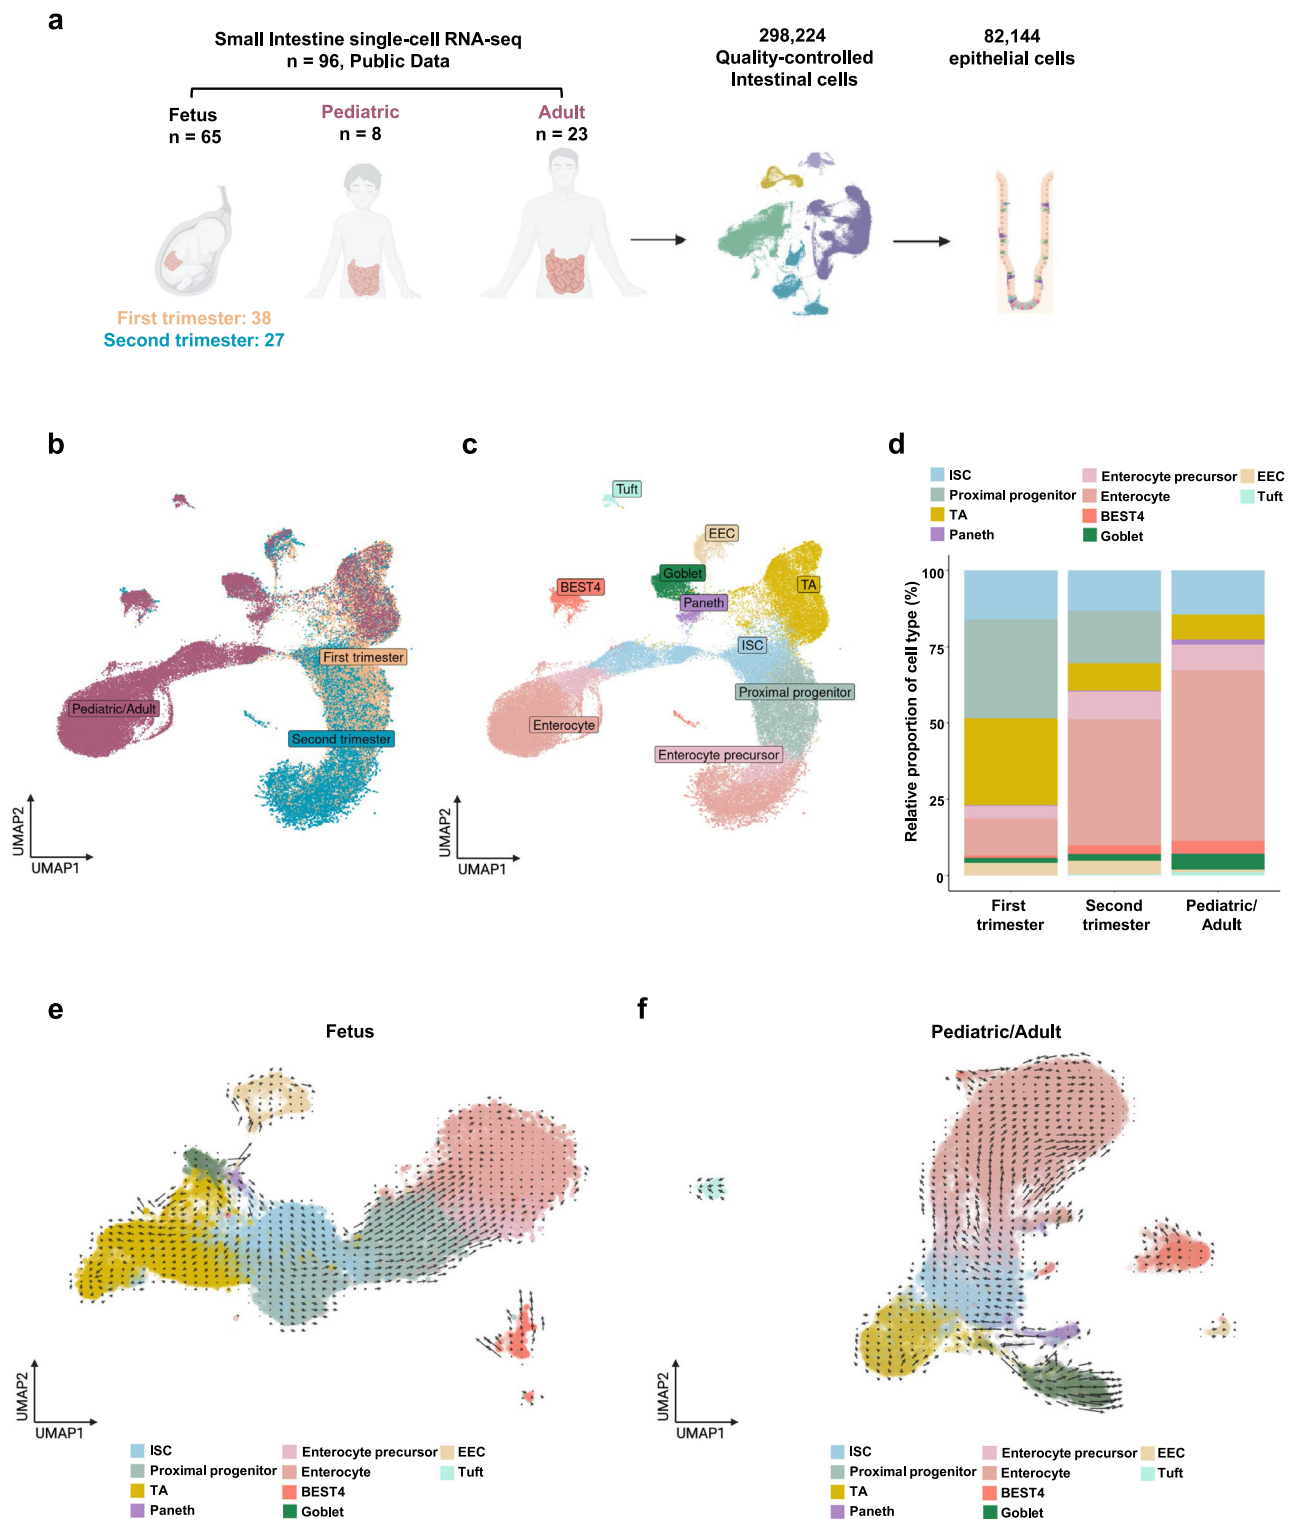 a
Small Intestine single-cell RNA-seq
n = 96, Public Data
298,224
Quality-controlled
Intestinal cells
82,144
epithelial cells
Fetus
n = 65
Pediatric
n = 8
Adult
n = 23
First trimester: 38
Second trimester: 27
b
First trimester
Pediatric/Adult
Second trimester
UMAP2
UMAP1
c
Tuft
EEC
Goblet
BEST4
Paneth
TA
ISC
Proximal progenitor
Enterocyte
Enterocyte precursor
UMAP2
UMAP1
d
ISC
Proximal progenitor
TA
Paneth
Enterocyte precursor
Enterocyte
BEST4
Goblet
EEC
Tuft
Relative proportion of cell type (%)
100
75
50
25
0
First
trimester
Second
trimester
Pediatric/
Adult
e
Fetus
UMAP2
UMAP1
ISC
Proximal progenitor
TA
Paneth
Enterocyte precursor
Enterocyte
BEST4
Goblet
EEC
Tuft
f
Pediatric/Adult
UMAP2
UMAP1
ISC
Proximal progenitor
TA
Paneth
Enterocyte precursor
Enterocyte
BEST4
Goblet
EEC
Tuft